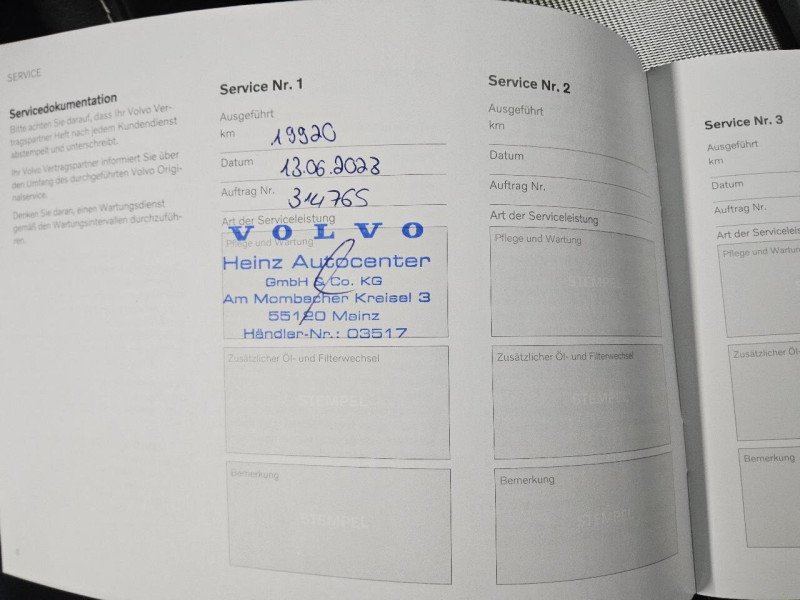 SERVICE
Servicedokumentation
Bitte achten Sie darauf, dass Ihr Volvo Ver-
tragspartner Heft nach jedem Kundendienst
abstempelt und unterschreibt.
Ihr Volvo Vertragspartner informiert Sie über
den Umfang des durchgeführten Volvo Origi-
nalservice.
Denken Sie daran, einen Wartungsdienst
gemäß den Wartungsintervallen durchzufüh-
ren.
Service Nr. 1
Ausgeführt
km 19920
Datum 13.06.2023
Auftrag Nr. 314765
Art der Serviceleistung
VOLVO
Pflege und Wartung
Heinz Autocenter
GmbH & Co. KG
Am Mombacher Kreisel 3
55120 Mainz
Händler-Nr.: 03517
Zusätzlicher Öl- und Filterwechsel
STEMPEL
Bemerkung
STEMPEL
Service Nr. 2
Ausgeführt
km
Datum
Auftrag Nr.
Art der Serviceleistung
Pflege und Wartung
Zusätzlicher Öl- und Filterwechsel
STEMPEL
Bemerkung
STEMPEL
Service Nr. 3
Ausgeführt
km
Datum
Auftrag Nr.
Art der Serviceleis
Pflege und Wartu
Zusätzlicher Öl-
Bemerkung